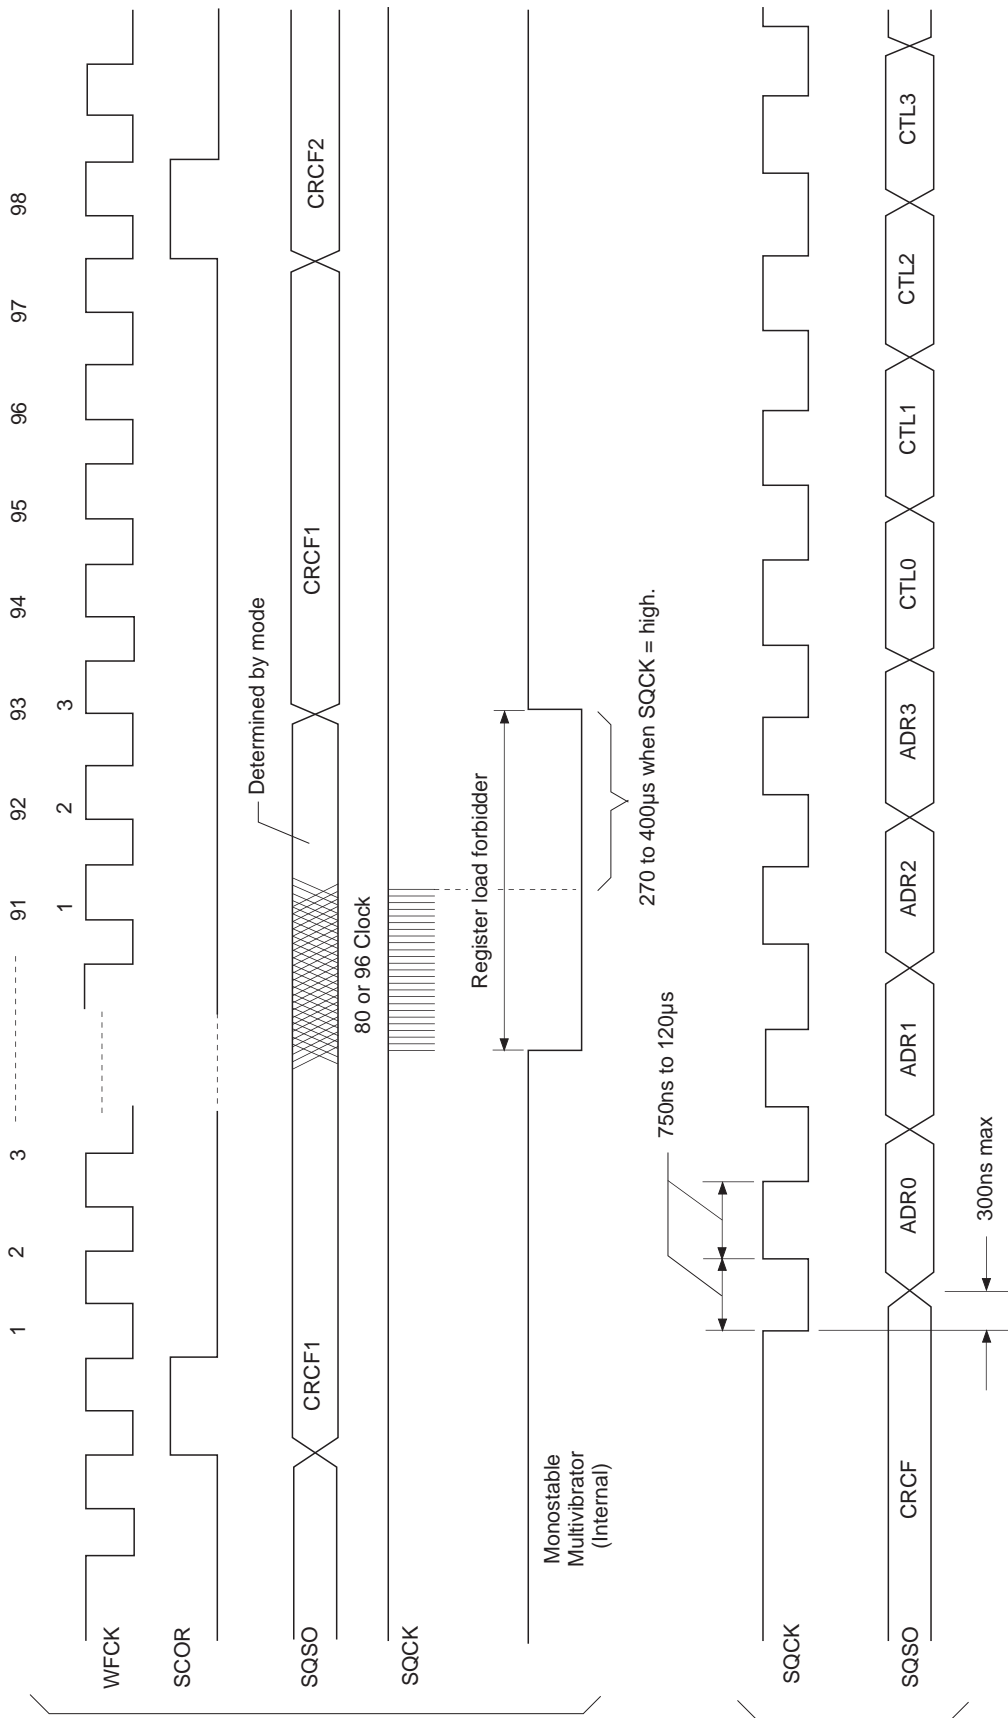 WFCK
1 2 3 91 92 93 94 95 96 97 98
1 2 3
SCOR
Determined by mode
SQSO CRCF1 CRCF1 CRCF2
80 or 96 Clock
SQCK
Register load forbidder
Monostable
Multivibrator
(Internal)
270 to 400µs when SQCK = high.
750ns to 120µs
SQCK
SQSO CRCF ADR0 ADR1 ADR2 ADR3 CTL0 CTL1 CTL2 CTL3
300ns max